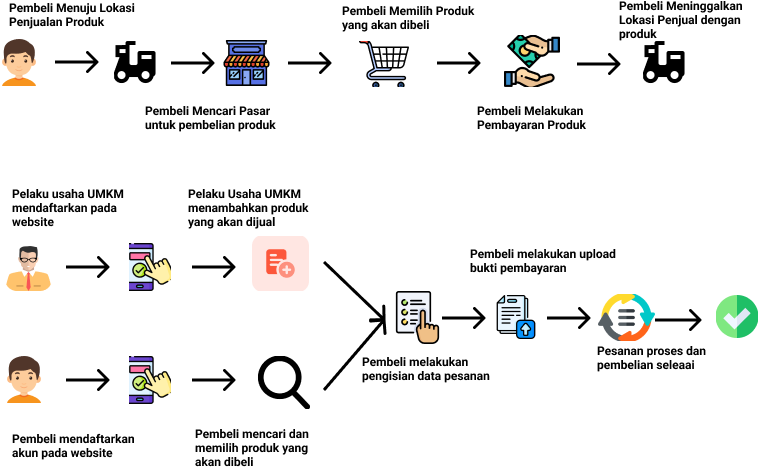 Pembeli Menuju Lokasi
Penjualan Produk
Pembeli Mencari Pasar
untuk pembelian produk
Pembeli Memilih Produk
yang akan dibeli
Pembeli Melakukan
Pembayaran Produk
Pembeli Meninggalkan
Lokasi Penjual dengan
produk
Pelaku usaha UMKM
mendaftarkan pada
website
Pelaku Usaha UMKM
menambahkan produk
yang akan dijual
Pembeli mendaftarkan
akun pada website
Pembeli mencari dan
memilih produk yang
akan dibeli
Pembeli melakukan
pengisian data pesanan
Pembeli melakukan upload
bukti pembayaran
Pesanan proses dan
pembelian seleaai